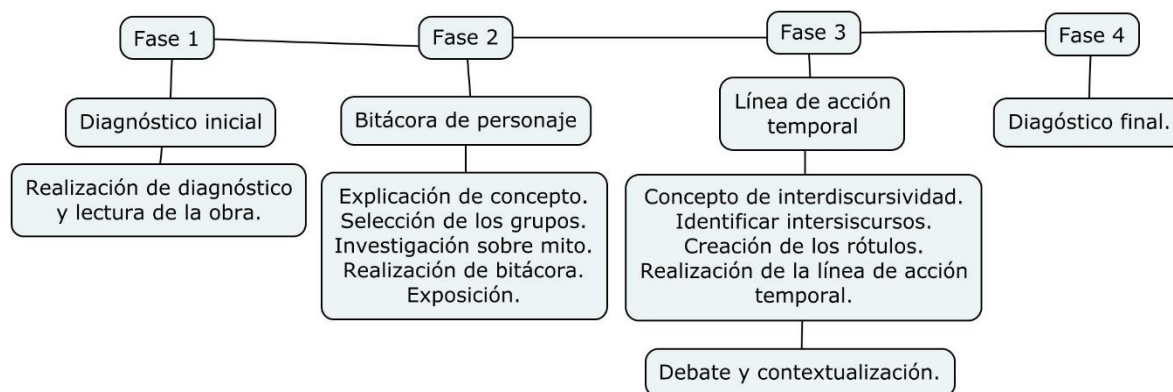 Fase 1
Fase 2
Fase 3
Fase 4
Diagnóstico inicial
Bitácora de personaje
Línea de acción
temporal
Diagóstico final.
Realización de diagnóstico
y lectura de la obra.
Explicación de concepto.
Selección de los grupos.
Investigación sobre mito.
Realización de bitácora.
Exposición.
Concepto de interdiscursividad.
Identificar intersiscursos.
Creación de los rótulos.
Realización de la línea de acción
temporal.
Debate y contextualización.